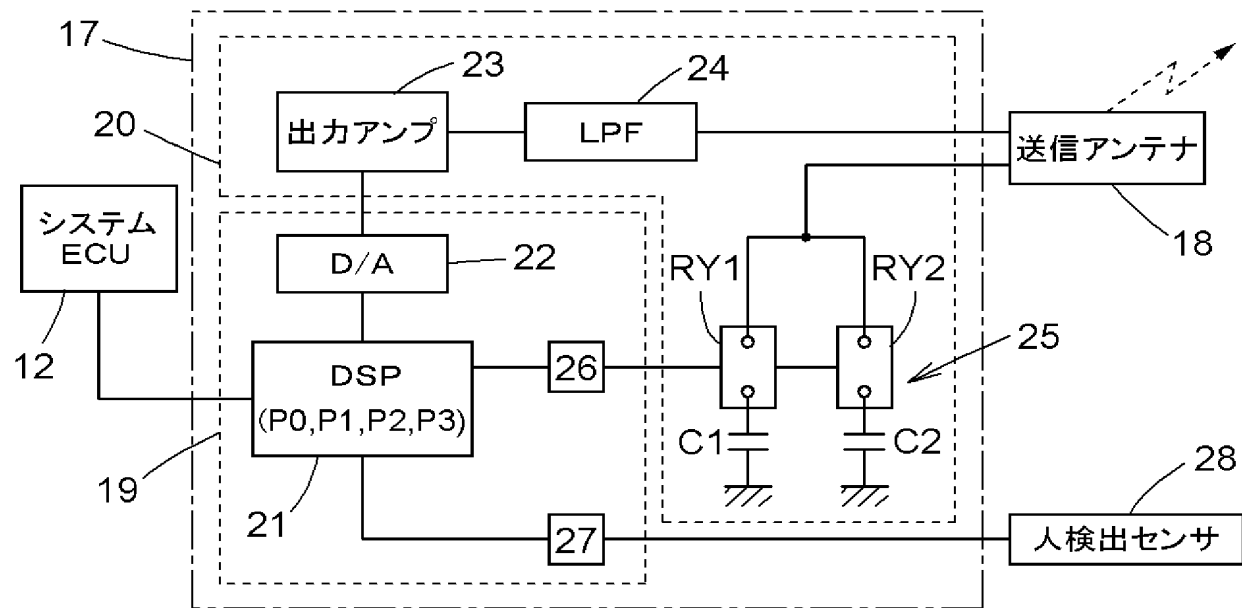 17
23
24
出力アンプ
LPF
送信アンテナ
20
システム
ECU
18
D/A
22
RY1
RY2
12
DSP
(P0,P1,P2,P3)
26
25
C1
C2
19
21
27
28
人検出センサ